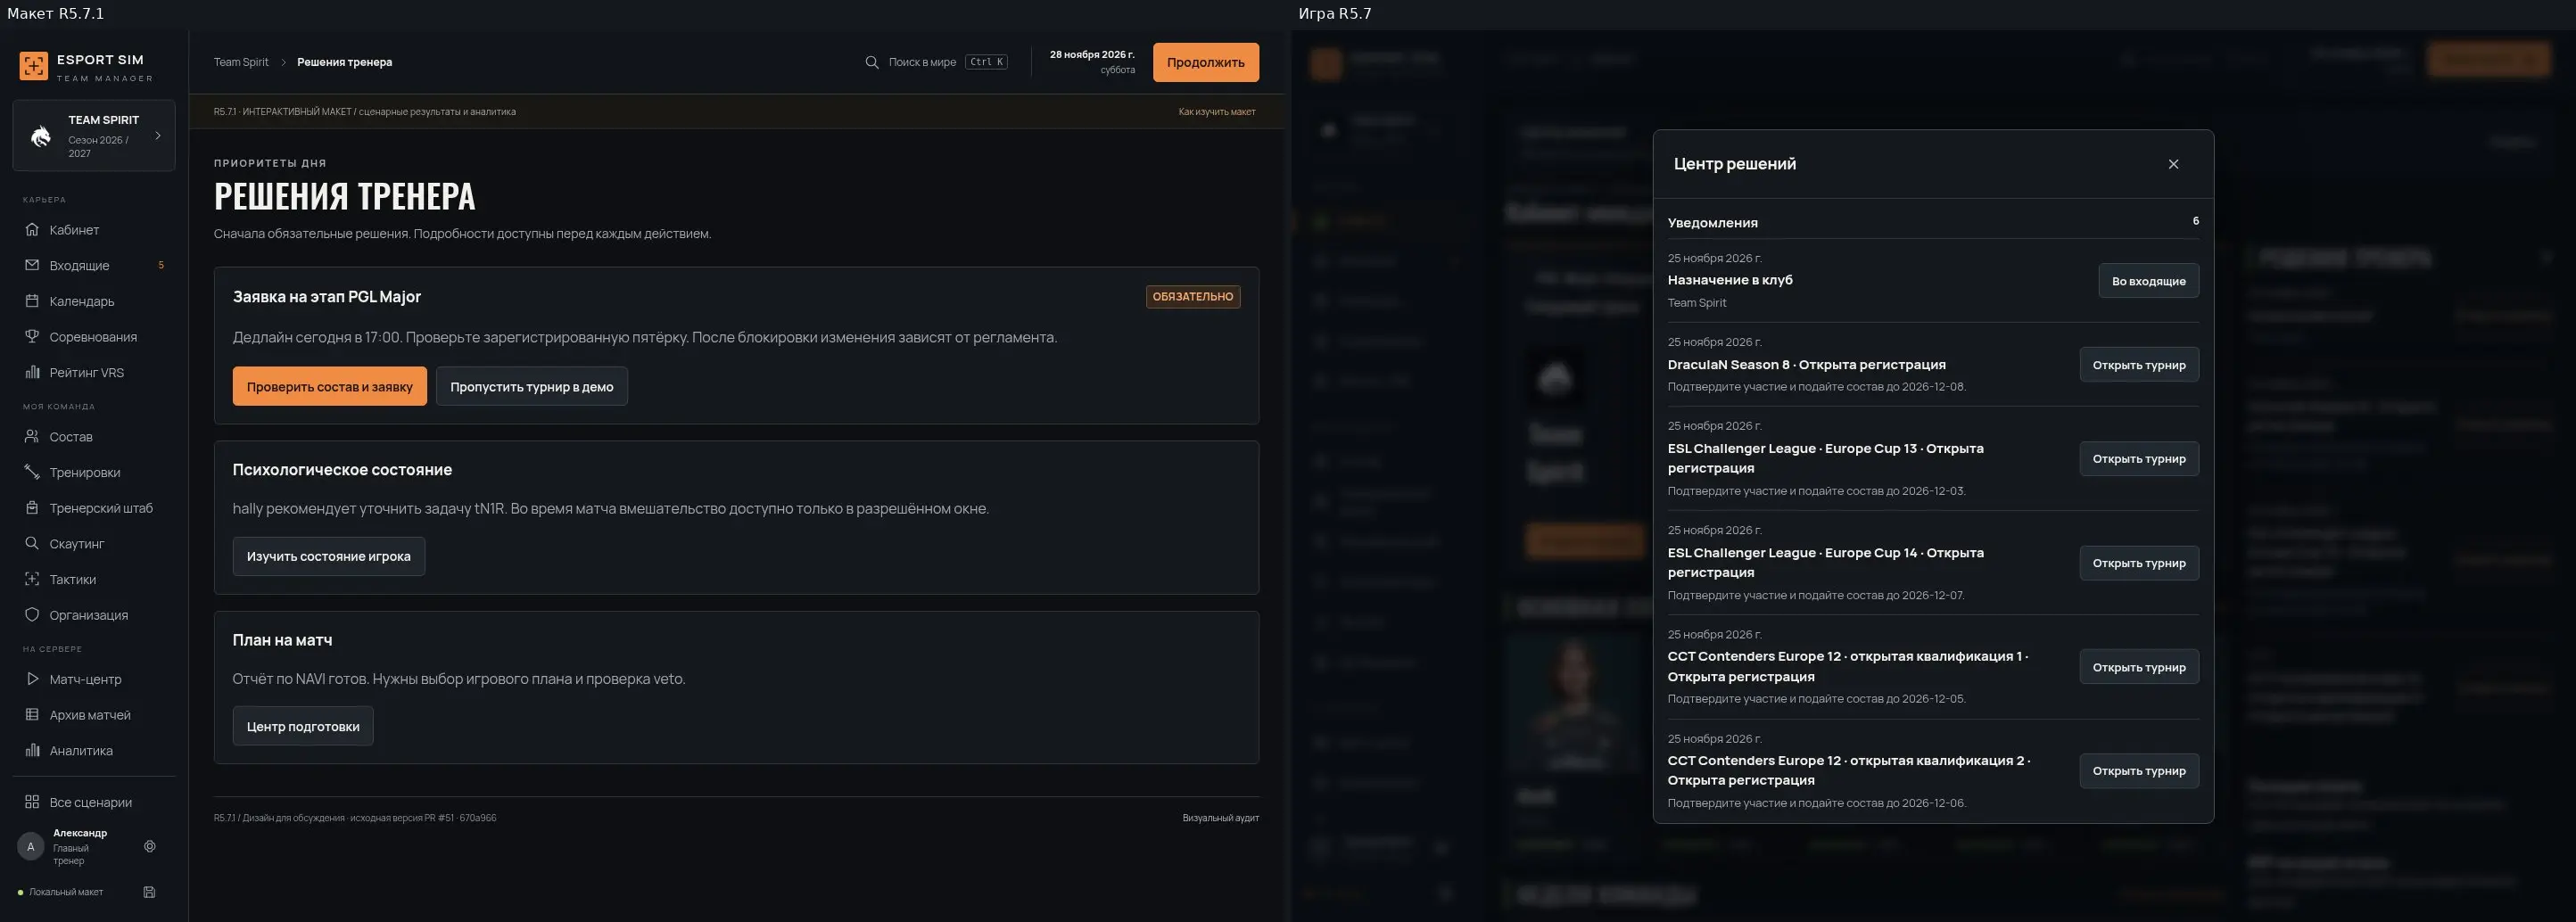 Макет R5.7.1
ESPORT SIM
TEAM MANAGER
TEAM SPIRIT
Сезон 2026 /
2027
КАРЬЕРА
Кабинет
Входящие 5
Календарь
Соревнования
Рейтинг VRS
МОЯ КОМАНДА
Состав
Тренировки
Тренерский штаб
Скаутинг
Тактики
Организация
НА СЕРВЕРЕ
Матч-центр
Архив матчей
Аналитика
Все сценарии
А
Александр
Главный
тренер
Локальный макет
Team Spirit > Решения тренера
Поиск в мире Ctrl K
28 ноября 2026 г.
суббота
Продолжить
R5.7.1 · ИНТЕРАКТИВНЫЙ МАКЕТ / сценарные результаты и аналитика
Как изучить макет
ПРИОРИТЕТЫ ДНЯ
РЕШЕНИЯ ТРЕНЕРА
Сначала обязательные решения. Подробности доступны перед каждым действием.
Заявка на этап PGL Major
ОБЯЗАТЕЛЬНО
Дедлайн сегодня в 17:00. Проверьте зарегистрированную пятёрку. После блокировки изменения зависят от регламента.
Проверить состав и заявку
Пропустить турнир в демо
Психологическое состояние
hally рекомендует уточнить задачу tN1R. Во время матча вмешательство доступно только в разрешённом окне.
Изучить состояние игрока
План на матч
Отчёт по NAVI готов. Нужны выбор игрового плана и проверка veto.
Центр подготовки
R5.7.1 / Дизайн для обсуждения · исходная версия PR #51 · 670a966
Визуальный аудит
Игра R5.7
Центр решений
Уведомления 6
25 ноября 2026 г.
Назначение в клуб
Team Spirit
Во входящие
25 ноября 2026 г.
DraculaN Season 8 · Открыта регистрация
Подтвердите участие и подайте состав до 2026-12-08.
Открыть турнир
25 ноября 2026 г.
ESL Challenger League · Europe Cup 13 · Открыта
регистрация
Подтвердите участие и подайте состав до 2026-12-03.
Открыть турнир
25 ноября 2026 г.
ESL Challenger League · Europe Cup 14 · Открыта
регистрация
Подтвердите участие и подайте состав до 2026-12-07.
Открыть турнир
25 ноября 2026 г.
CCT Contenders Europe 12 · открытая квалификация 1 ·
Открыта регистрация
Подтвердите участие и подайте состав до 2026-12-05.
Открыть турнир
25 ноября 2026 г.
CCT Contenders Europe 12 · открытая квалификация 2 ·
Открыта регистрация
Подтвердите участие и подайте состав до 2026-12-06.
Открыть турнир